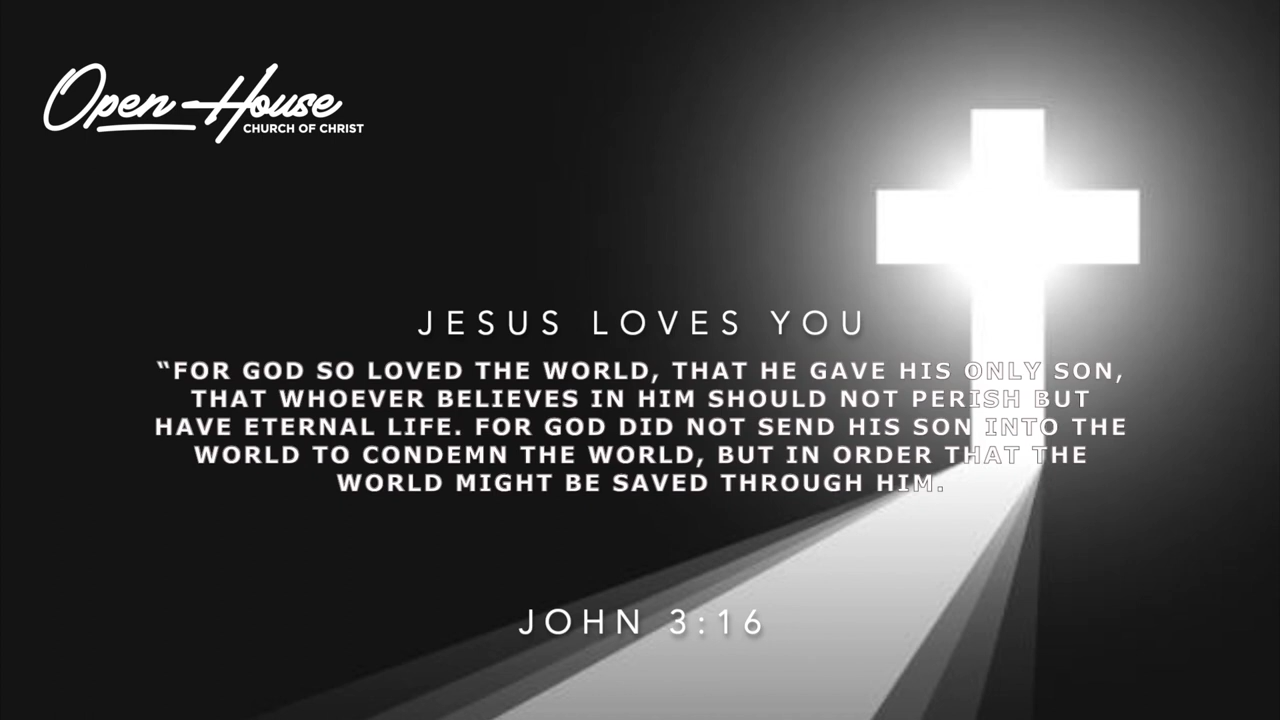 Open House
CHURCH OF CHRIST
JESUS LOVES YOU
“FOR GOD SO LOVED THE WORLD, THAT HE GAVE HIS ONLY SON,
THAT WHOEVER BELIEVES IN HIM SHOULD NOT PERISH BUT
HAVE ETERNAL LIFE. FOR GOD DID NOT SEND HIS SON INTO THE
WORLD TO CONDEMN THE WORLD, BUT IN ORDER THAT THE
WORLD MIGHT BE SAVED THROUGH HIM.
JOHN 3:16